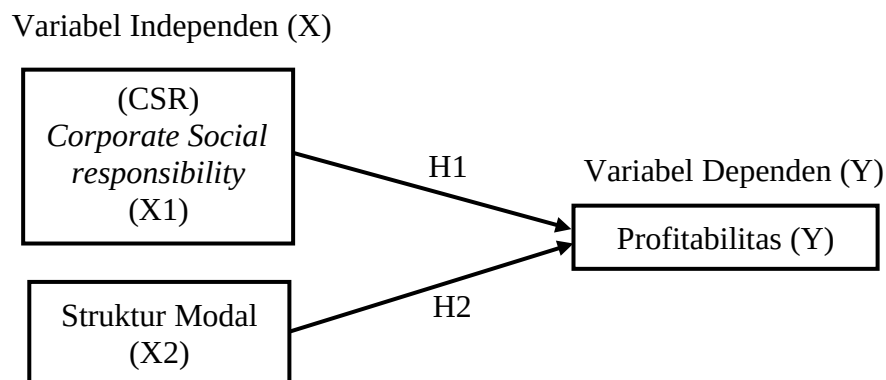 Variabel Independen (X)
(CSR)
Corporate Social
responsibility
(X1)
H1
Variabel Dependen (Y)
Profitabilitas (Y)
Struktur Modal
(X2)
H2